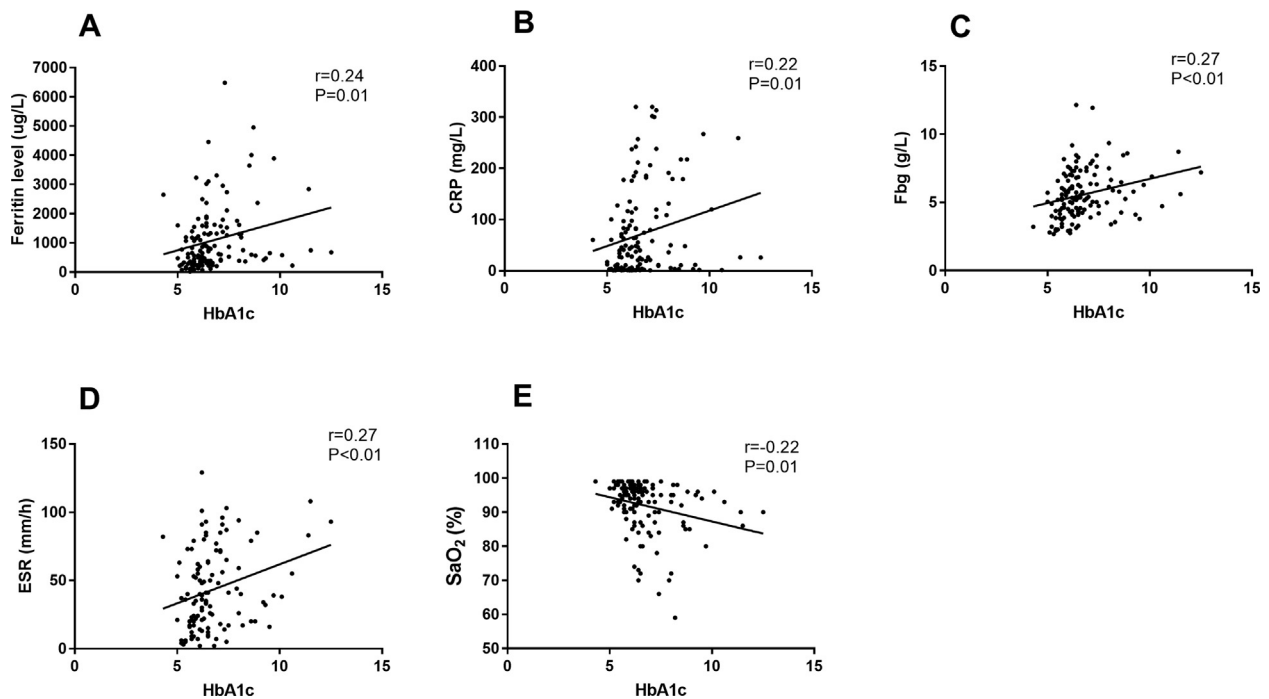 A
r=0.24
P=0.01
Ferritin level (ug/L)
7000
6000
5000
4000
3000
2000
1000
0
0
5
10
15
HbA1c
B
r=0.22
P=0.01
CRP (mg/L)
400
300
200
100
0
0
5
10
15
HbA1c
C
r=0.27
P<0.01
Fbg (g/L)
15
10
5
0
0
5
10
15
HbA1c
D
r=0.27
P<0.01
ESR (mm/h)
150
100
50
0
0
5
10
15
HbA1c
E
r=-0.22
P=0.01
SaO₂ (%)
110
100
90
80
70
60
50
0
5
10
15
HbA1c